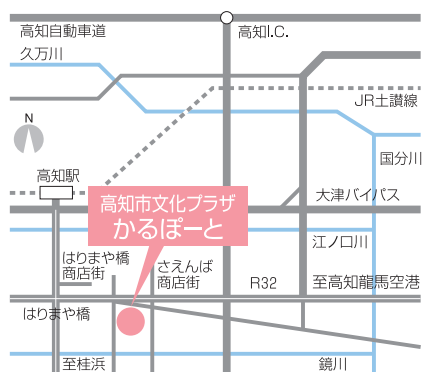 高知自動車道
高知I.C.
久万川
JR土讃線
N
国分川
高知駅
大津バイパス
高知市文化プラザ
かるぽーと
江ノ口川
はりまや橋
商店街
さえんば
商店街
R32
至高知龍馬空港
はりまや橋
至桂浜
鏡川